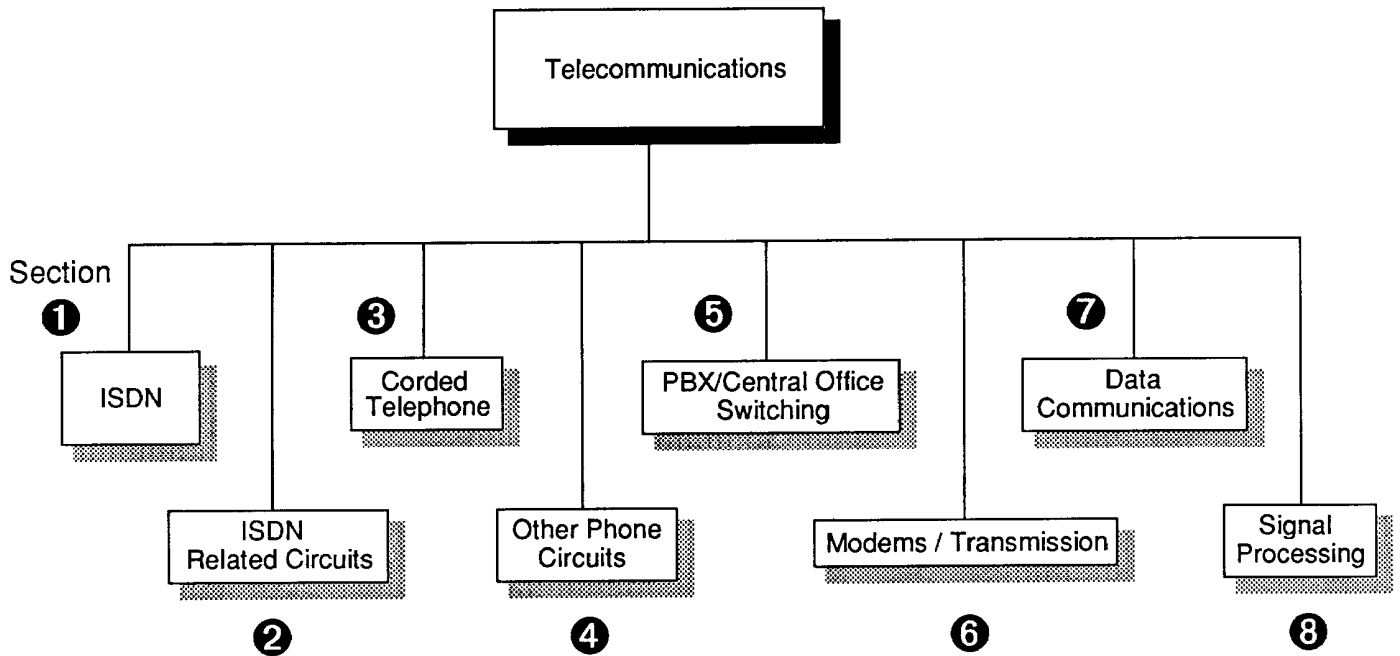 Telecommunications
Section
1
ISDN
2
ISDN
Related Circuits
3
Corded
Telephone
4
Other Phone
Circuits
5
PBX/Central Office
Switching
6
Modems / Transmission
7
Data
Communications
8
Signal
Processing